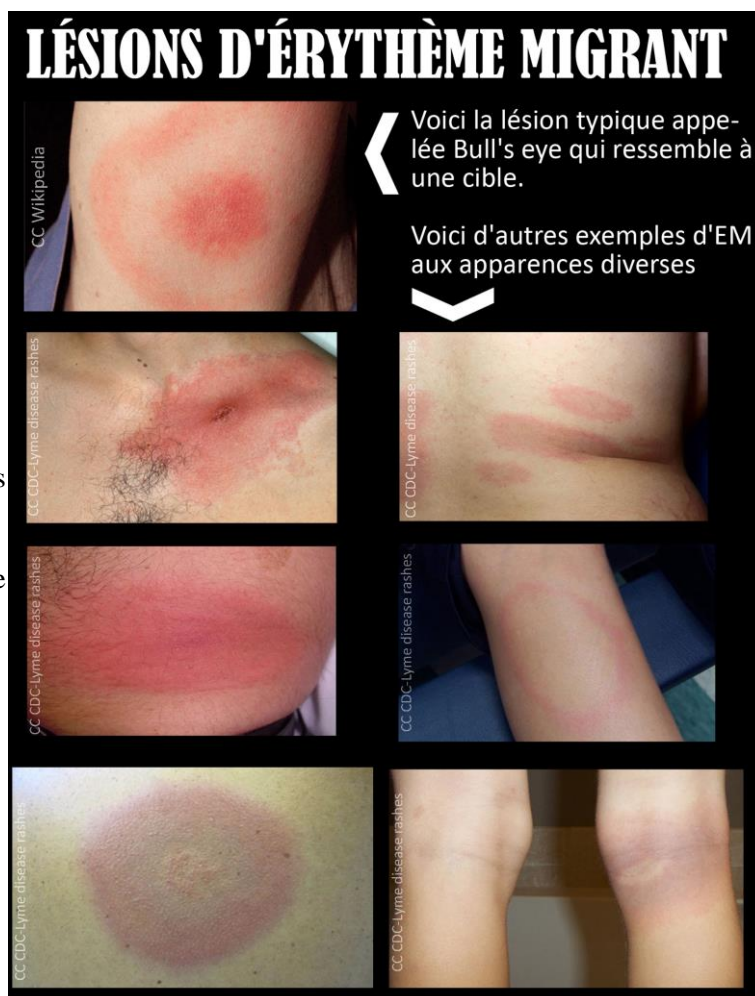 LÉSIONS D'ÉRYTHÈME MIGRANT
CC Wikipedia
Voici la lésion typique appe-
lée Bull's eye qui ressemble à
une cible.
Voici d'autres exemples d'EM
aux apparences diverses
CC CDC-Lyme disease rashes
CC CDC-Lyme disease rashes
s
e
CC CDC-Lyme disease rashes
CC CDC-Lyme disease rashes
CC CDC-Lyme disease rashes
CC CDC-Lyme disease rashes